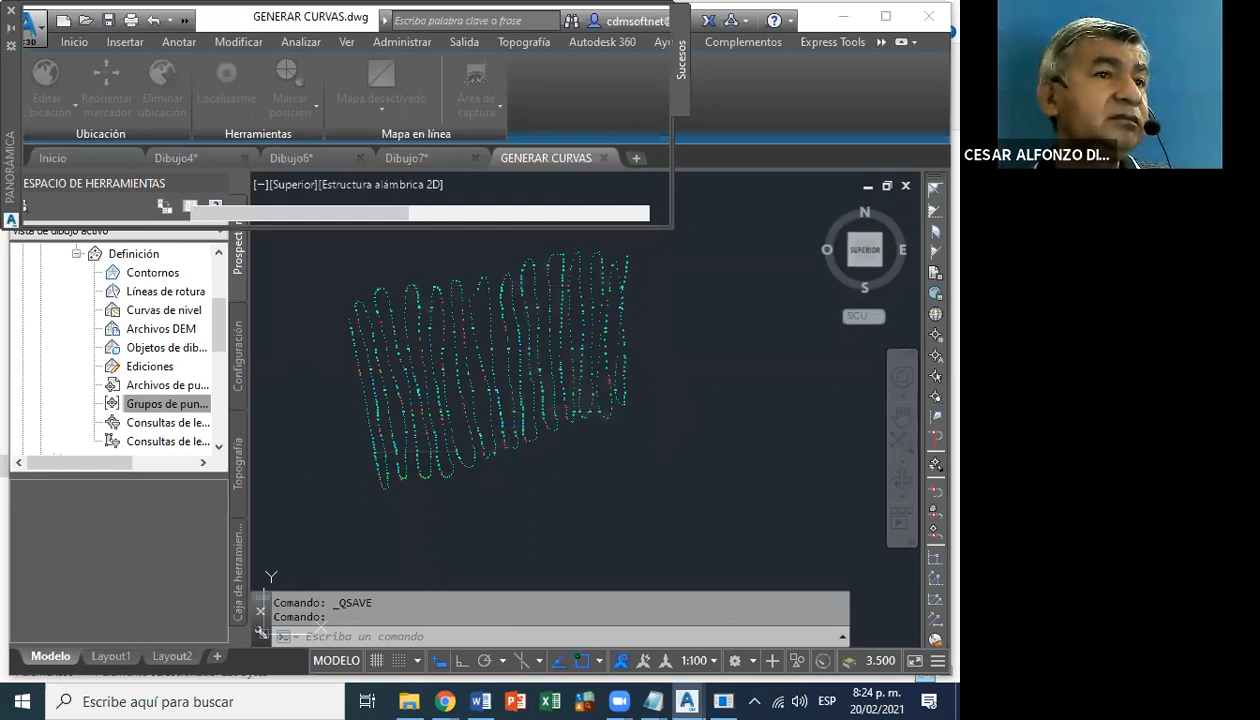 GENERAR CURVAS.dwg
Escriba palabra clave o frase
cdmsoftnet@
Inicio Insertar Anotar Modificar Analizar Ver Administrar Salida Topografía Autodesk 360 Complementos Express Tools
Editar ubicación
Reorientar marcador
Eliminar ubicación
Localizarme
Marcar posición
Mapa desactivado
Área de captura
Ubicación Herramientas Mapa en línea
Sucesos
PANORÁMICA
Inicio Dibujo4* Dibujo6* Dibujo7* GENERAR CURVAS
ESPACIO DE HERRAMIENTAS
[−][Superior][Estructura alámbrica 2D]
Vista de dibujo activo
Definición
Contornos
Líneas de rotura
Curvas de nivel
Archivos DEM
Objetos de dib...
Ediciones
Archivos de pu...
Grupos de pun...
Consultas de le...
Consultas de le...
Prospect
Configuración
Topografía
Caja de herramien...
N
O SUPERIOR E
S
SCU
Y
X
Comando: _QSAVE
Comando:
Escriba un comando
Modelo Layout1 Layout2
MODELO 1:100 3.500
Escribe aquí para buscar
ESP
8:24 p. m.
20/02/2021
CESAR ALFONZO DI...